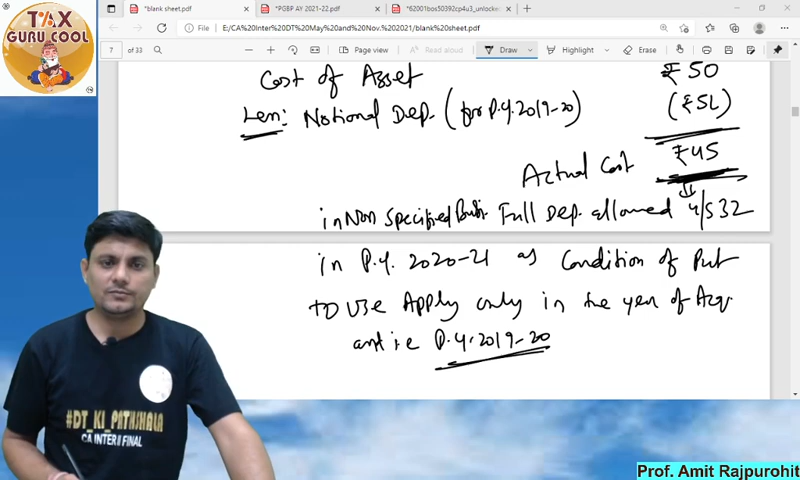 TAX
GURU COOL
*blank sheet.pdf
*PGBP AY 2021-22.pdf
*62001bos50392cp4u3_unlocke
File
E:/CA%20Inter%20DT%20May%20and%20Nov.%202021/blank%20sheet.pdf
7 of 33
Page view
Read aloud
Draw
Highlight
Erase
Cost of Asset ₹50
Less: Notional Dep. (for P.Y. 2019-20) (₹5L)
Actual Cost ₹45
in Non Specified Busi. Full Dep. allowed u/s 32
in P.Y. 2020-21 as Condition of Put
to use Apply only in the year of Acq
i.e P.Y. 2019-20
#DT_KI_PATHSHALA
CA INTER II FINAL
Prof. Amit Rajpurohit